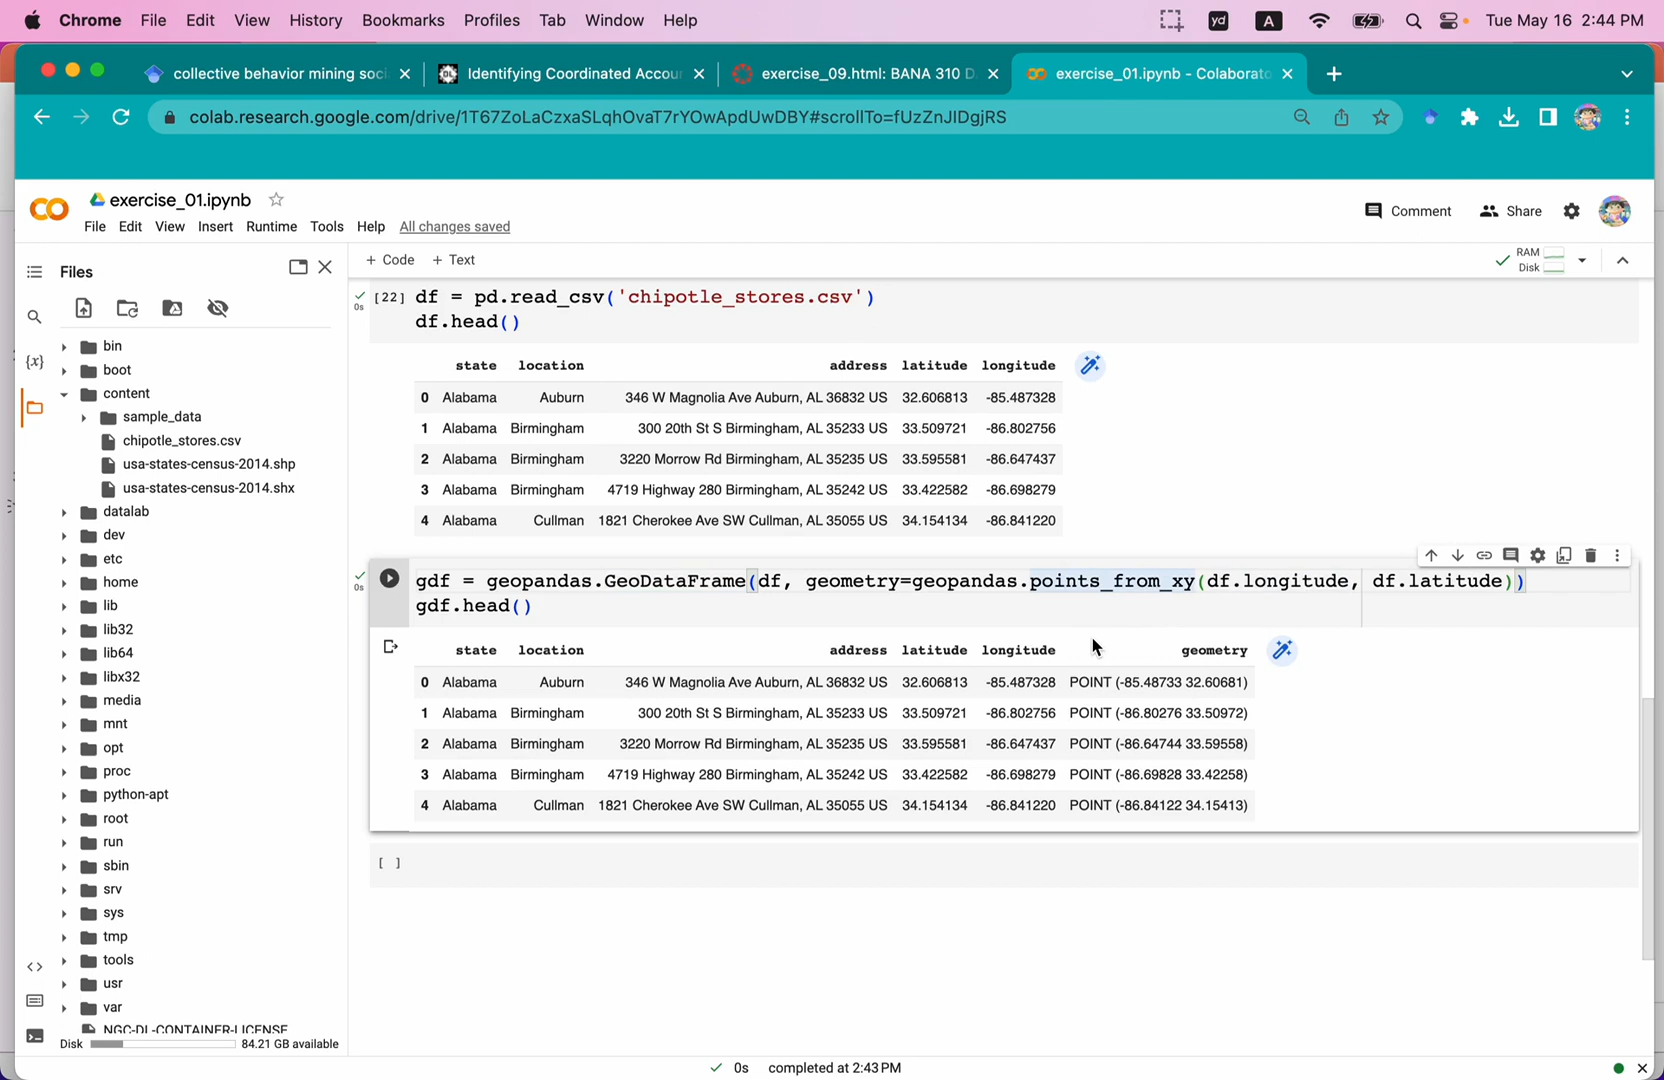 Chrome File Edit View History Bookmarks Profiles Tab Window Help yd A Tue May 16 2:44 PM
collective behavior mining soci
Identifying Coordinated Accou
exercise_09.html: BANA 310 D
exercise_01.ipynb - Colaborato
colab.research.google.com/drive/1T67ZoLaCzxaSLqhOvaT7rYOwApdUwDBY#scrollTo=fUzZnJIDgjRS
exercise_01.ipynb
File Edit View Insert Runtime Tools Help All changes saved
Comment Share
Files
+ Code + Text
RAM
Disk
{x}
bin
boot
content
sample_data
chipotle_stores.csv
usa-states-census-2014.shp
usa-states-census-2014.shx
datalab
dev
etc
home
lib
lib32
lib64
libx32
media
mnt
opt
proc
python-apt
root
run
sbin
srv
sys
tmp
tools
usr
var
NGC-DL-CONTAINER-LICENSE
Disk 84.21 GB available
0s
[22] df = pd.read_csv('chipotle_stores.csv')
df.head()
state location address latitude longitude
0 Alabama Auburn 346 W Magnolia Ave Auburn, AL 36832 US 32.606813 -85.487328
1 Alabama Birmingham 300 20th St S Birmingham, AL 35233 US 33.509721 -86.802756
2 Alabama Birmingham 3220 Morrow Rd Birmingham, AL 35235 US 33.595581 -86.647437
3 Alabama Birmingham 4719 Highway 280 Birmingham, AL 35242 US 33.422582 -86.698279
4 Alabama Cullman 1821 Cherokee Ave SW Cullman, AL 35055 US 34.154134 -86.841220
0s
gdf = geopandas.GeoDataFrame(df, geometry=geopandas.points_from_xy(df.longitude, df.latitude))
gdf.head()
state location address latitude longitude geometry
0 Alabama Auburn 346 W Magnolia Ave Auburn, AL 36832 US 32.606813 -85.487328 POINT (-85.48733 32.60681)
1 Alabama Birmingham 300 20th St S Birmingham, AL 35233 US 33.509721 -86.802756 POINT (-86.80276 33.50972)
2 Alabama Birmingham 3220 Morrow Rd Birmingham, AL 35235 US 33.595581 -86.647437 POINT (-86.64744 33.59558)
3 Alabama Birmingham 4719 Highway 280 Birmingham, AL 35242 US 33.422582 -86.698279 POINT (-86.69828 33.42258)
4 Alabama Cullman 1821 Cherokee Ave SW Cullman, AL 35055 US 34.154134 -86.841220 POINT (-86.84122 34.15413)
[ ]
0s completed at 2:43 PM